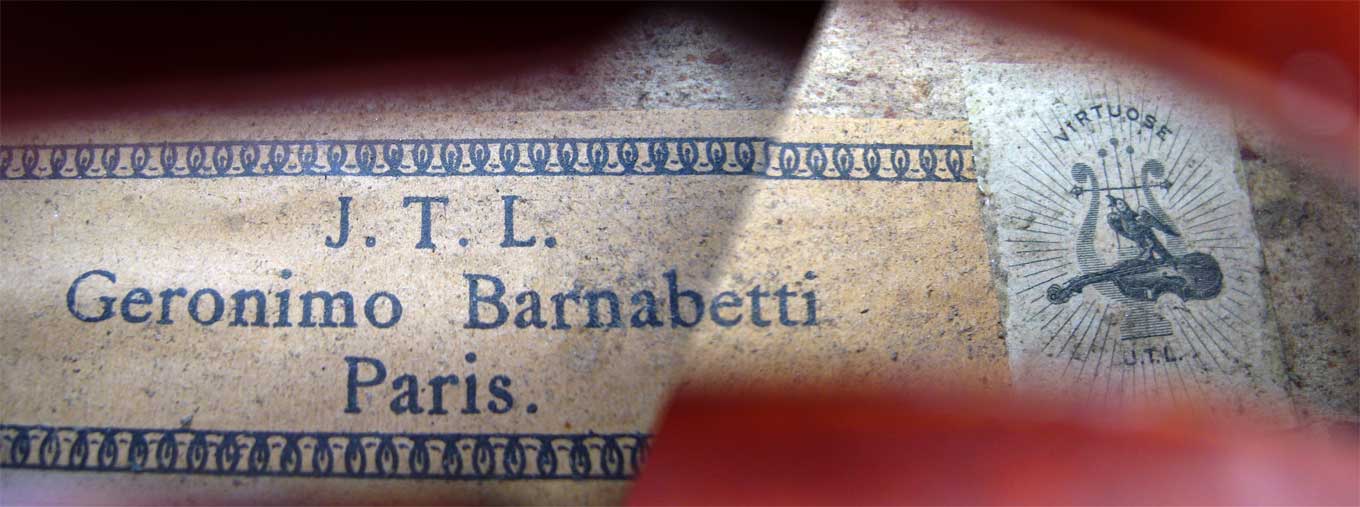 J. T. L.
Geronimo Barnabetti
Paris.
VIRTUOSE
J.T.L.